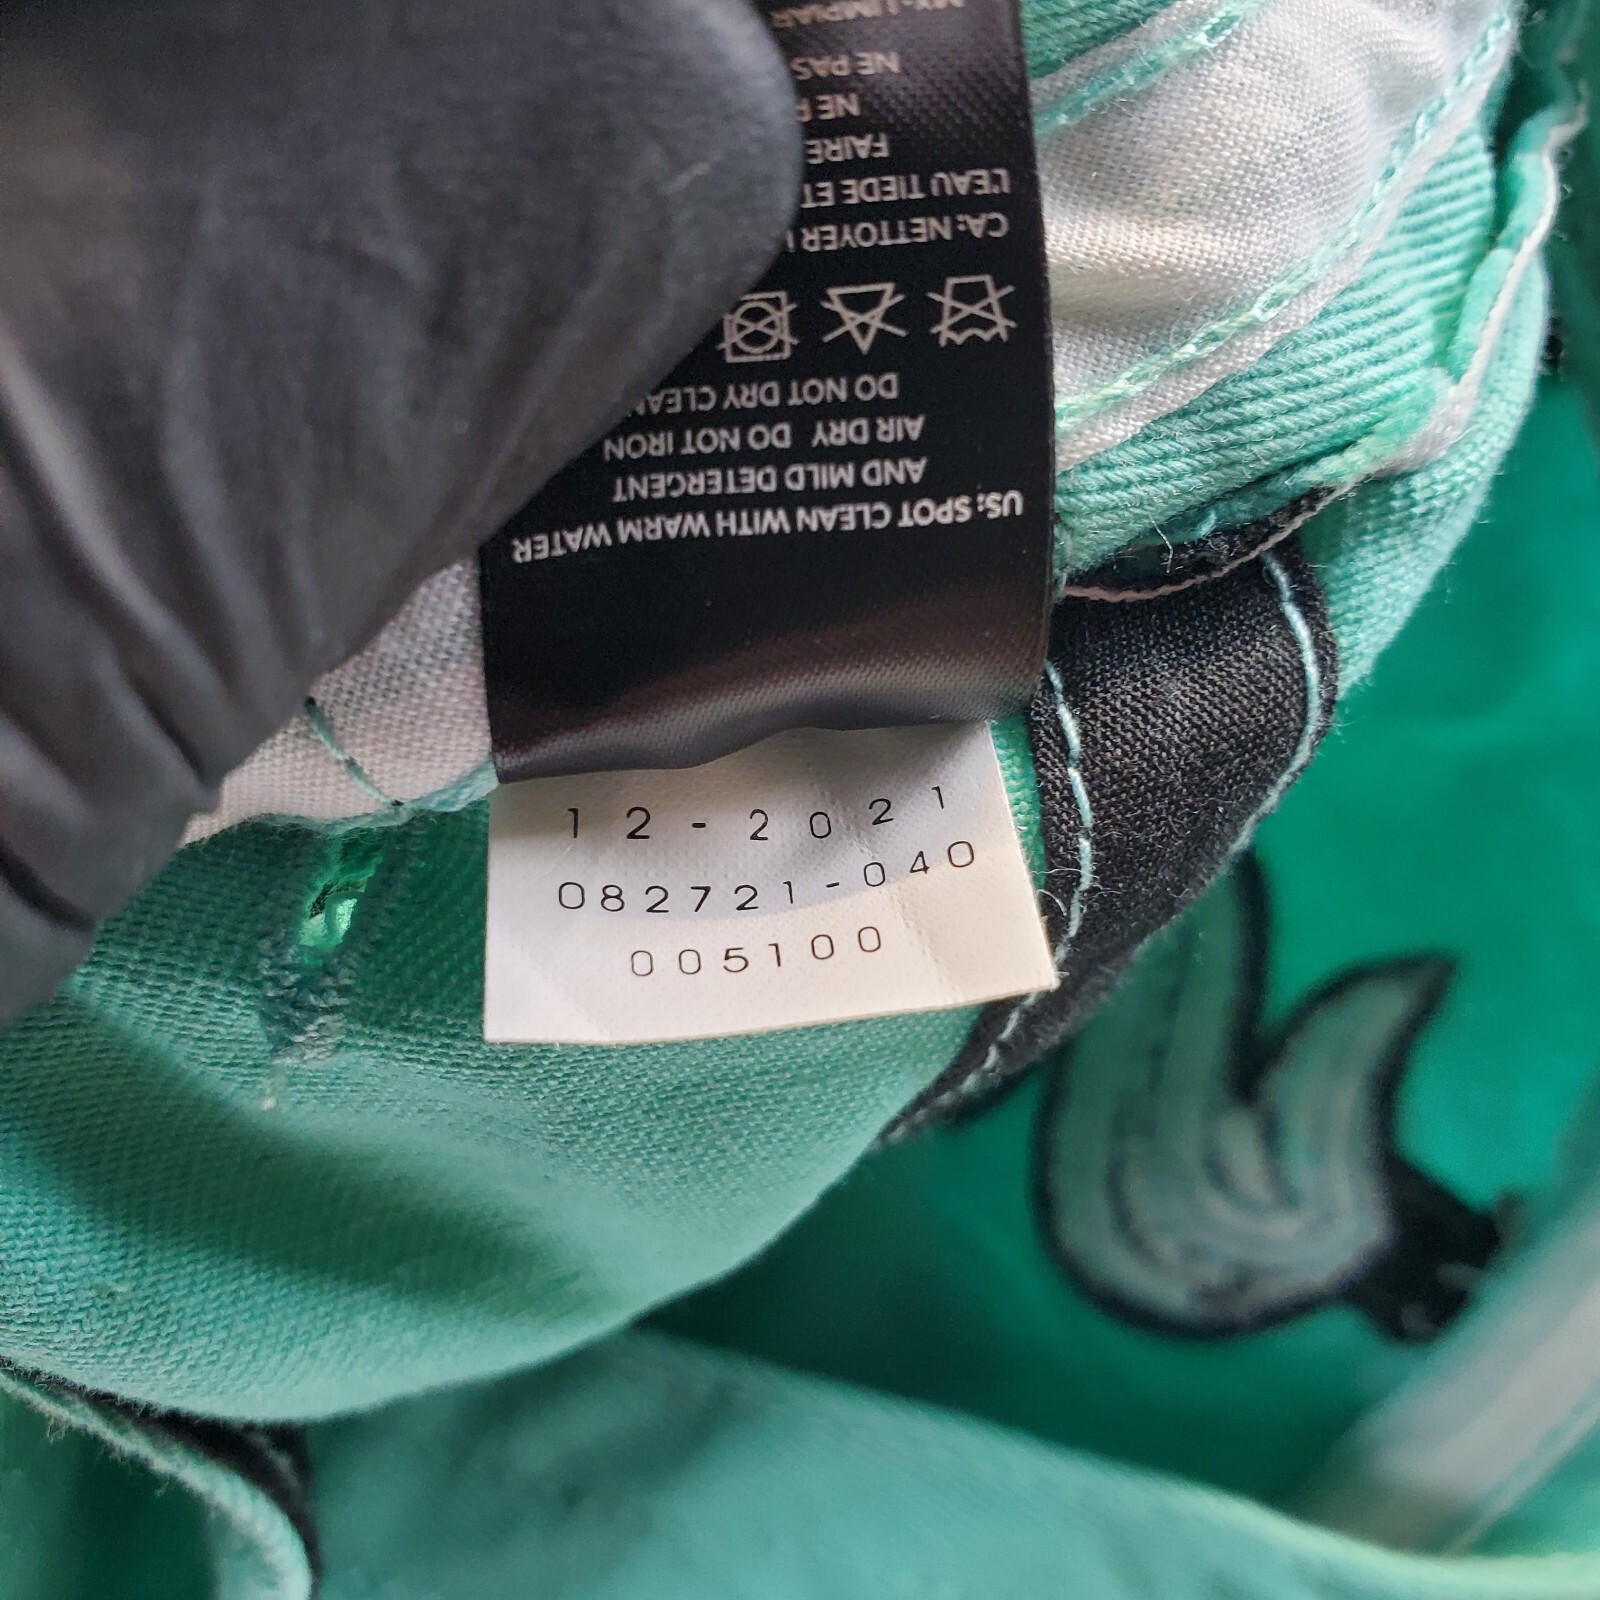 US: SPOT CLEAN WITH WARM WATER
AND MILD DETERGENT
AIR DRY DO NOT IRON
DO NOT DRY CLEAN
CA: NETTOYER
L'EAU TIEDE ET
FAIRE
NE
NE PAS
12-2021
082721-040
005100